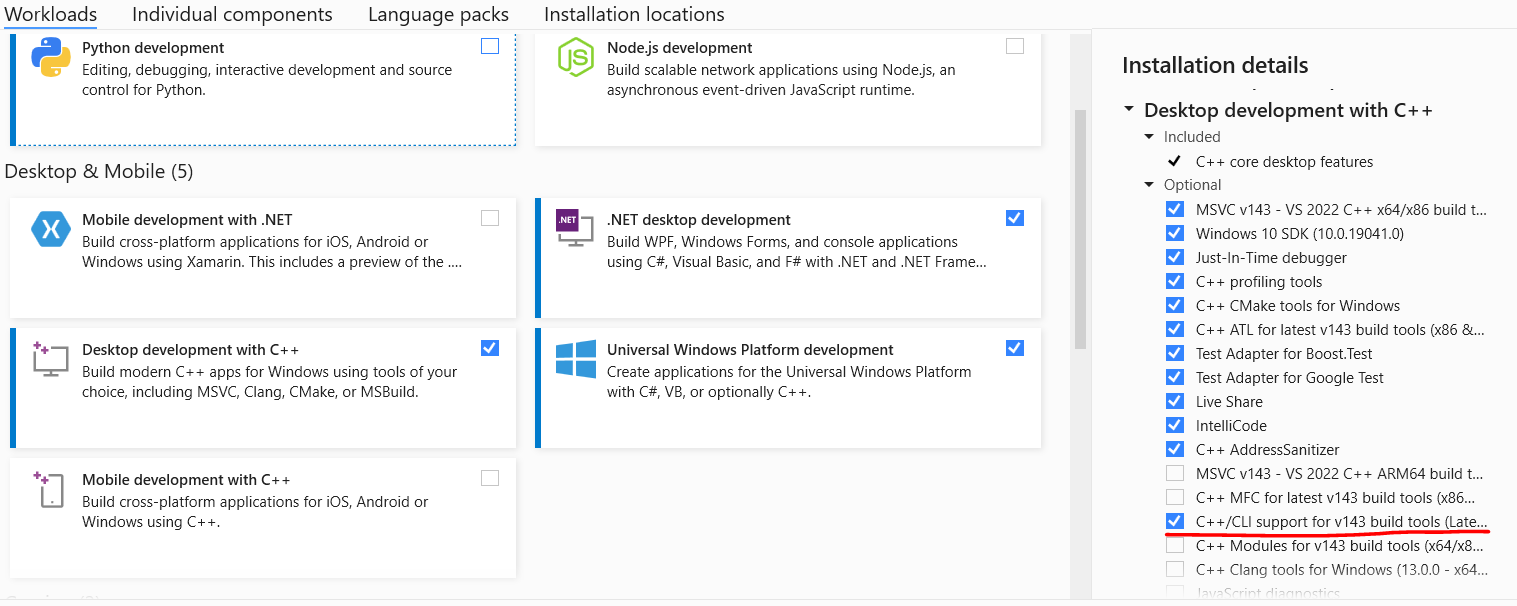 Workloads Individual components Language packs Installation locations
Python development
Editing, debugging, interactive development and source
control for Python.
Node.js development
Build scalable network applications using Node.js, an
asynchronous event-driven JavaScript runtime.
Desktop & Mobile (5)
Mobile development with .NET
Build cross-platform applications for iOS, Android or
Windows using Xamarin. This includes a preview of the ....
.NET
.NET desktop development
Build WPF, Windows Forms, and console applications
using C#, Visual Basic, and F# with .NET and .NET Frame...
Desktop development with C++
Build modern C++ apps for Windows using tools of your
choice, including MSVC, Clang, CMake, or MSBuild.
Universal Windows Platform development
Create applications for the Universal Windows Platform
with C#, VB, or optionally C++.
Mobile development with C++
Build cross-platform applications for iOS, Android or
Windows using C++.
Installation details
Desktop development with C++
Included
C++ core desktop features
Optional
MSVC v143 - VS 2022 C++ x64/x86 build t...
Windows 10 SDK (10.0.19041.0)
Just-In-Time debugger
C++ profiling tools
C++ CMake tools for Windows
C++ ATL for latest v143 build tools (x86 &...
Test Adapter for Boost.Test
Test Adapter for Google Test
Live Share
IntelliCode
C++ AddressSanitizer
MSVC v143 - VS 2022 C++ ARM64 build t...
C++ MFC for latest v143 build tools (x86...
C++/CLI support for v143 build tools (Late...
C++ Modules for v143 build tools (x64/x8...
C++ Clang tools for Windows (13.0.0 - x64...
JavaScript diagnostics